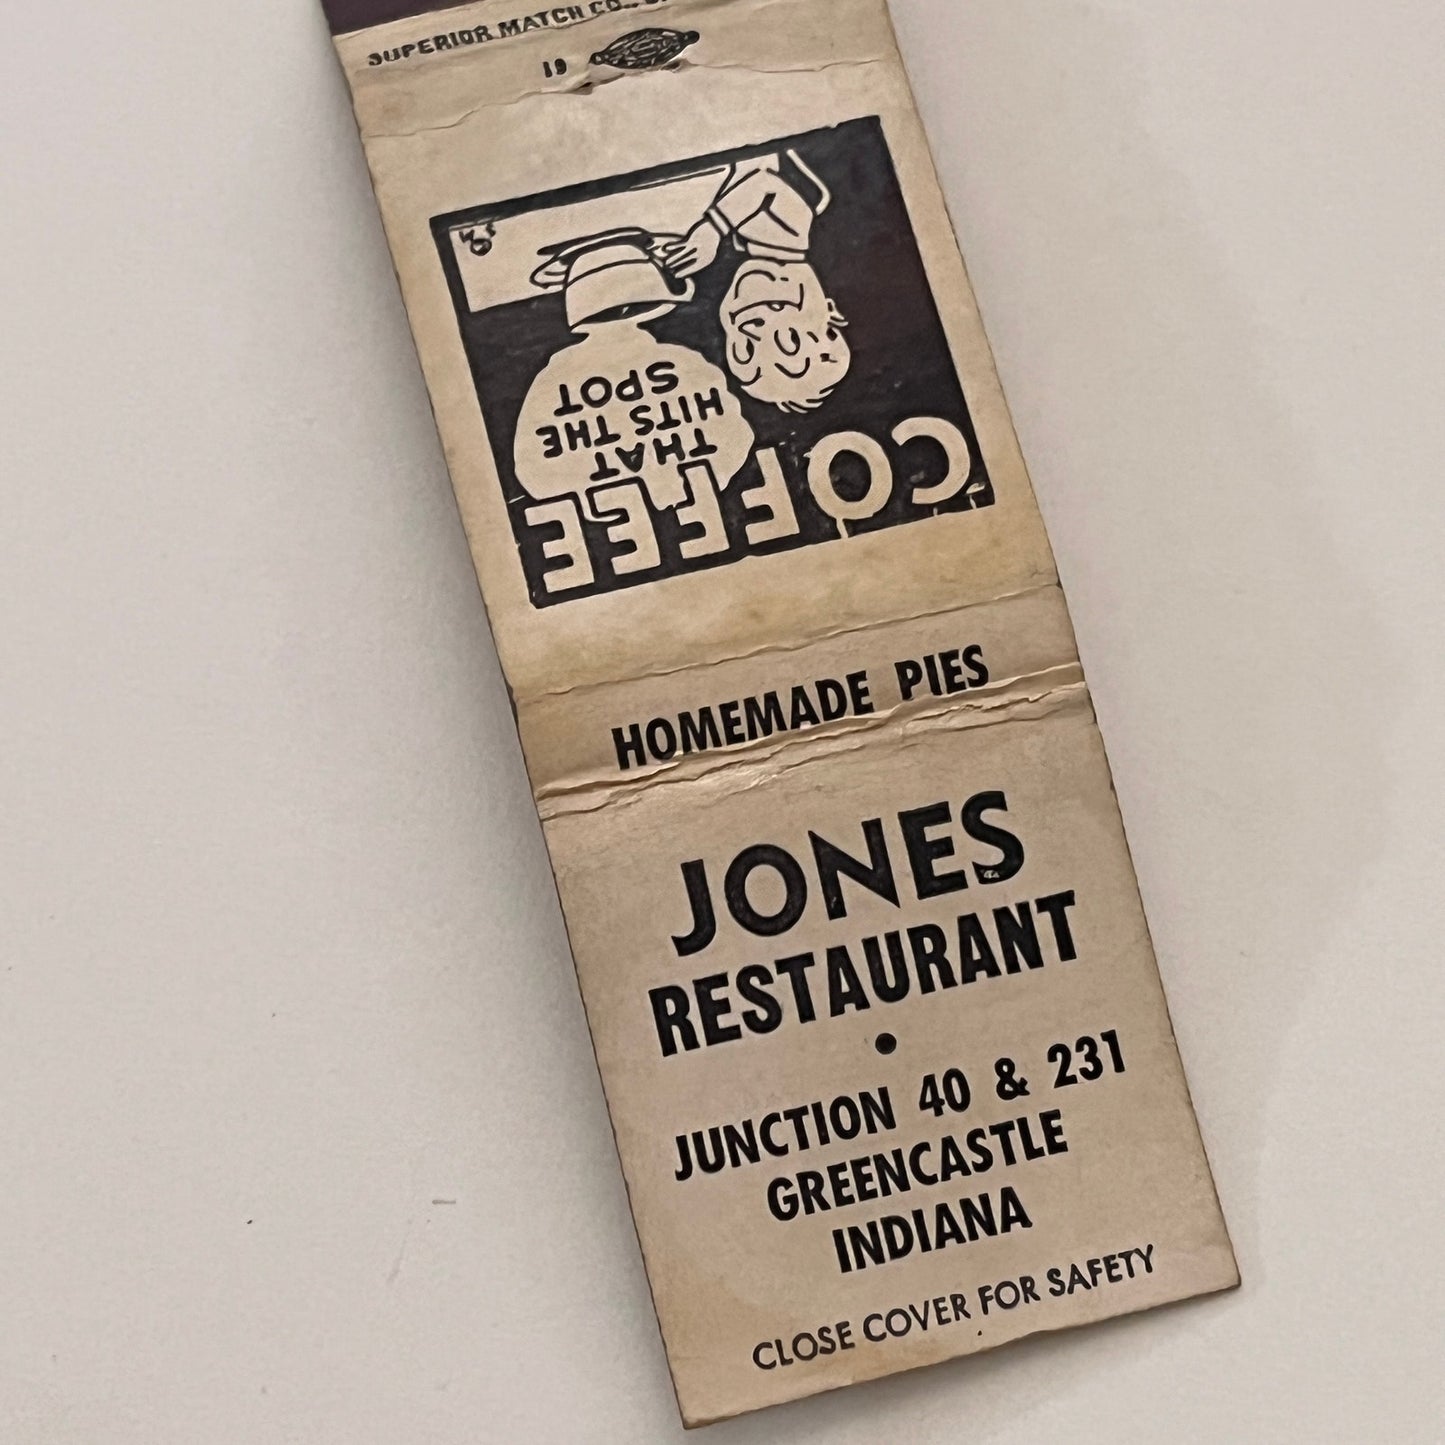 SUPERIOR MATCH CO.,
19
COFFEE
THAT
HITS THE
SPOT
HOMEMADE PIES
JONES
RESTAURANT
JUNCTION 40 & 231
GREENCASTLE
INDIANA
CLOSE COVER FOR SAFETY